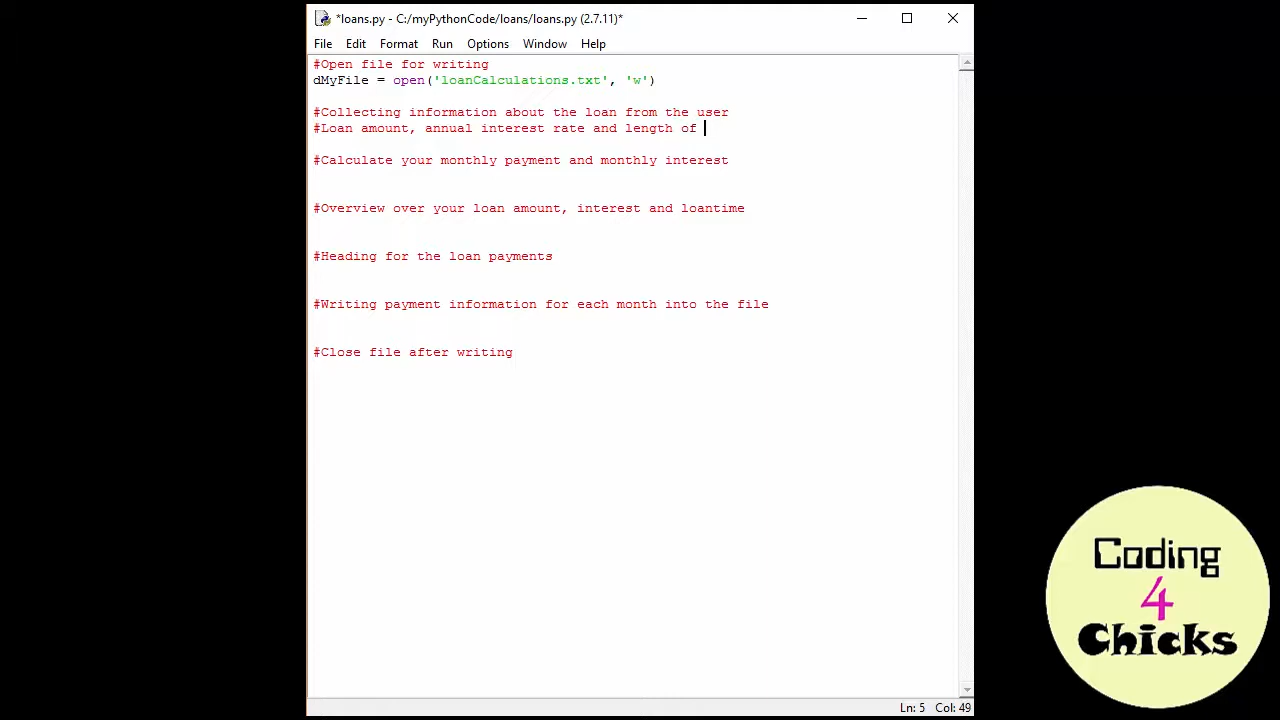 *loans.py - C:/myPythonCode/loans/loans.py (2.7.11)*
File Edit Format Run Options Window Help
#Open file for writing
dMyFile = open('loanCalculations.txt', 'w')
#Collecting information about the loan from the user
#Loan amount, annual interest rate and length of
#Calculate your monthly payment and monthly interest
#Overview over your loan amount, interest and loantime
#Heading for the loan payments
#Writing payment information for each month into the file
#Close file after writing
Coding
4
Chicks
Ln: 5 Col: 49